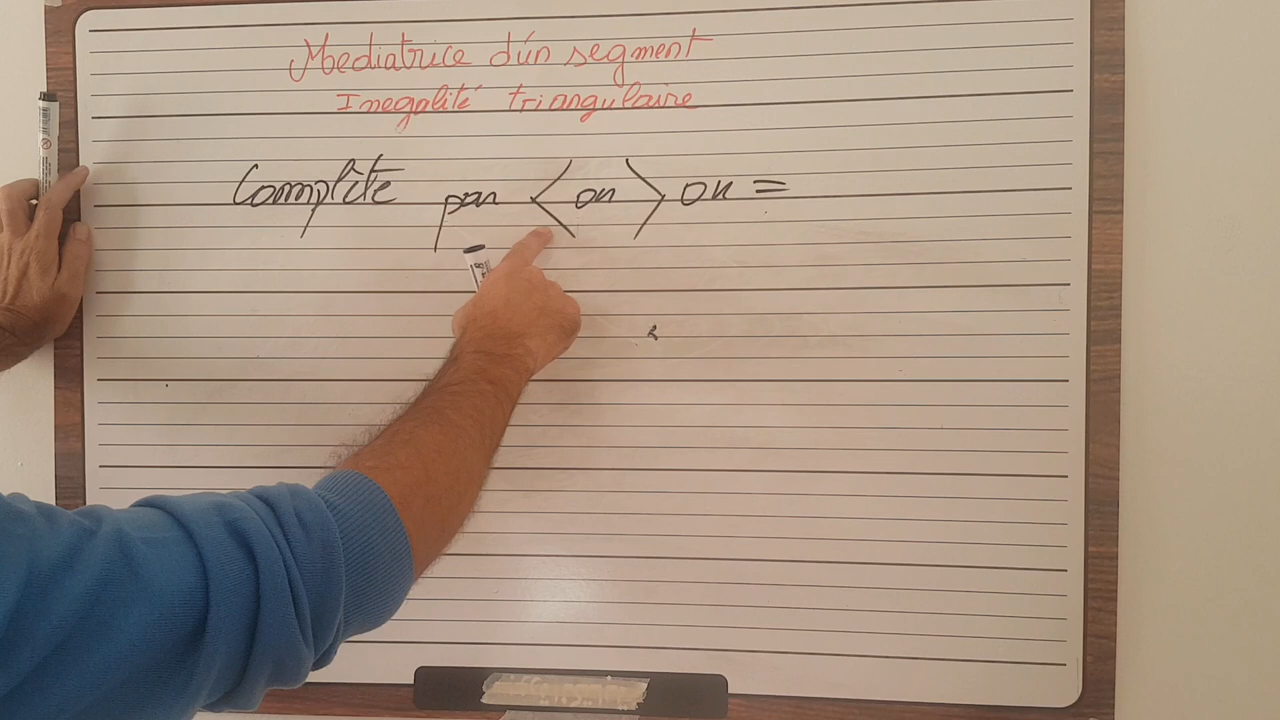 Mediatrice d'un segment
Inegalité triangulaire
Complète par < ou > ou =